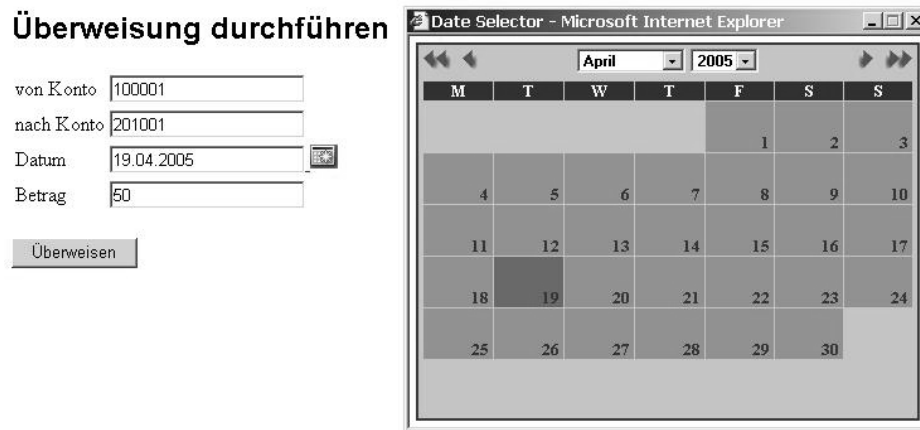 Überweisung durchführen
von Konto 100001
nach Konto 201001
Datum 19.04.2005
Betrag 50
Überweisen
Date Selector - Microsoft Internet Explorer
April 2005
M T W T F S S
1 2 3
4 5 6 7 8 9 10
11 12 13 14 15 16 17
18 19 20 21 22 23 24
25 26 27 28 29 30